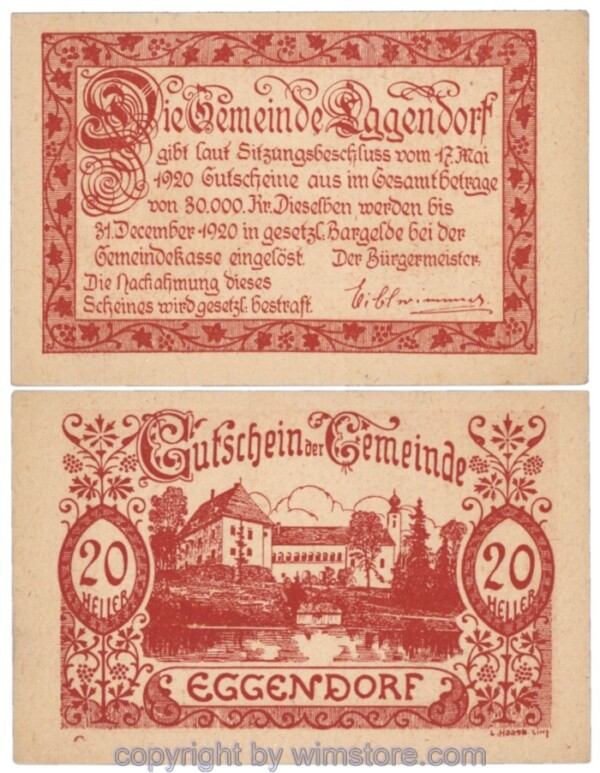 Die Gemeinde Eggendorf
gibt laut Sitzungsbeschluss vom 17. Mai
1920 Gutscheine aus im Gesamtbetrage
von 30.000. Kr. Dieselben werden bis
31. December 1920 in gesetzl. Bargelde bei der
Gemeindekasse eingelöst. Der Bürgermeister:
Die Nachahmung dieses
Scheines wird gesetzl. bestraft.
Gutschein der Gemeinde
20
HELLER
20
HELLER
EGGENDORF
L. Haase. Linz
copyright by wimstore.com